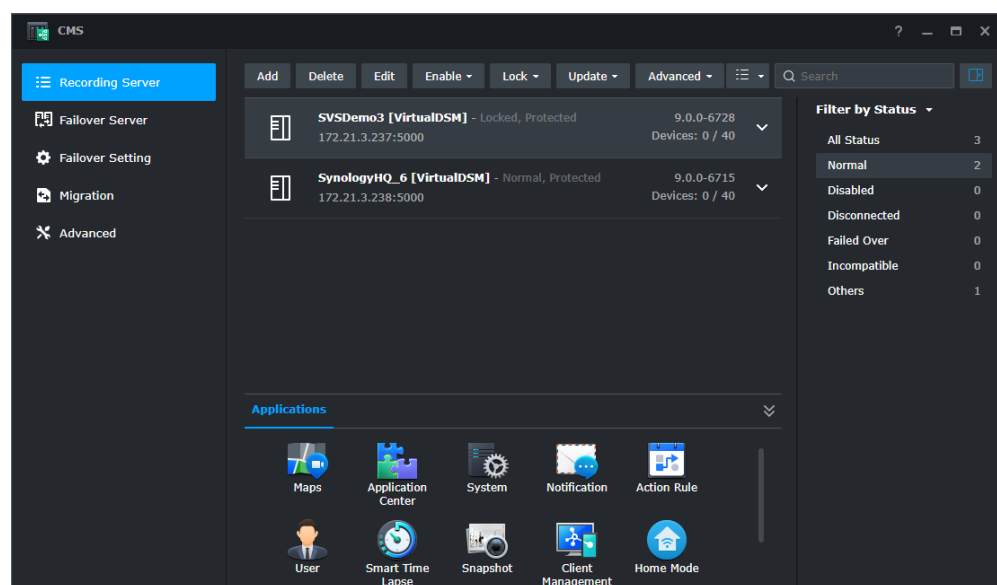 CMS
?
Recording Server
Failover Server
Failover Setting
Migration
Advanced
Add Delete Edit Enable Lock Update Advanced Search
SVSDemo3 [VirtualDSM] - Locked, Protected 9.0.0-6728
172.21.3.237:5000 Devices: 0 / 40
SynologyHQ_6 [VirtualDSM] - Normal, Protected 9.0.0-6715
172.21.3.238:5000 Devices: 0 / 40
Filter by Status
All Status 3
Normal 2
Disabled 0
Disconnected 0
Failed Over 0
Incompatible 0
Others 1
Applications
Maps
Application
Center
System
Notification
Action Rule
User
Smart Time
Lapse
Snapshot
Client
Management
Home Mode